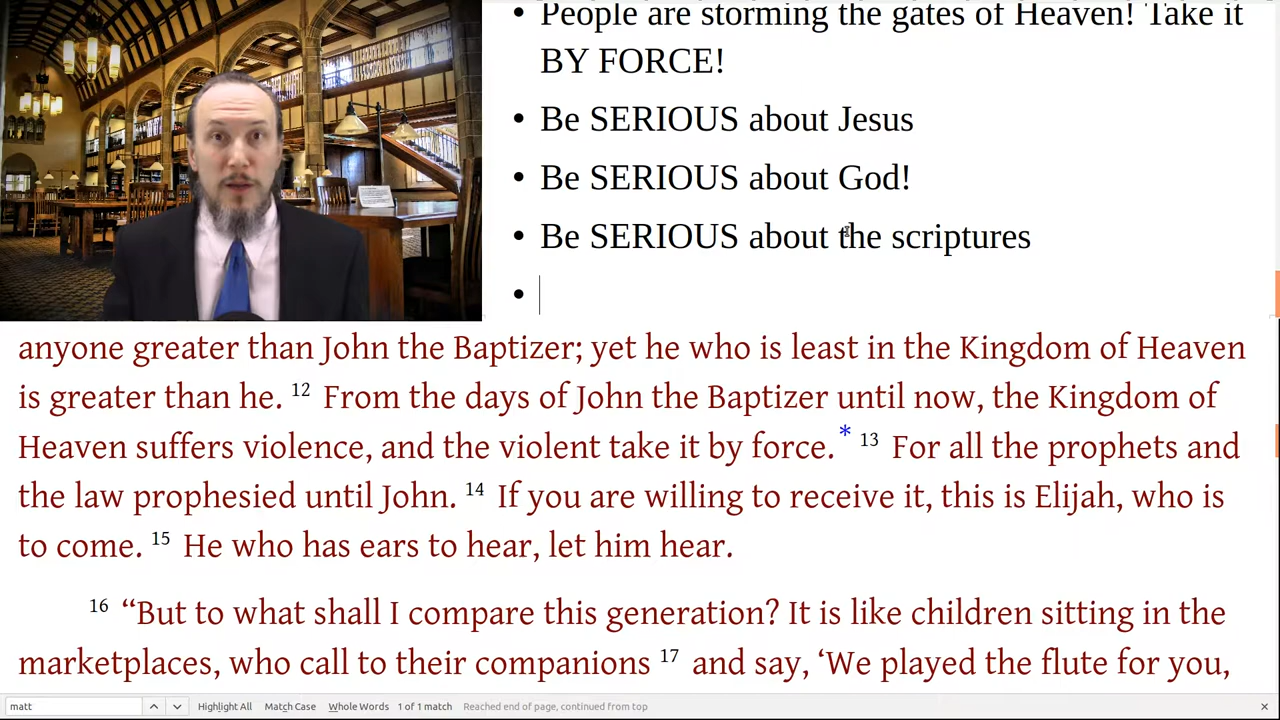 • People are storming the gates of Heaven! Take it
BY FORCE!
• Be SERIOUS about Jesus
• Be SERIOUS about God!
• Be SERIOUS about the scriptures
•
anyone greater than John the Baptizer; yet he who is least in the Kingdom of Heaven
is greater than he. 12 From the days of John the Baptizer until now, the Kingdom of
Heaven suffers violence, and the violent take it by force.* 13 For all the prophets and
the law prophesied until John. 14 If you are willing to receive it, this is Elijah, who is
to come. 15 He who has ears to hear, let him hear.
16 “But to what shall I compare this generation? It is like children sitting in the
marketplaces, who call to their companions 17 and say, ‘We played the flute for you,
matt Highlight All Match Case Whole Words 1 of 1 match Reached end of page, continued from top